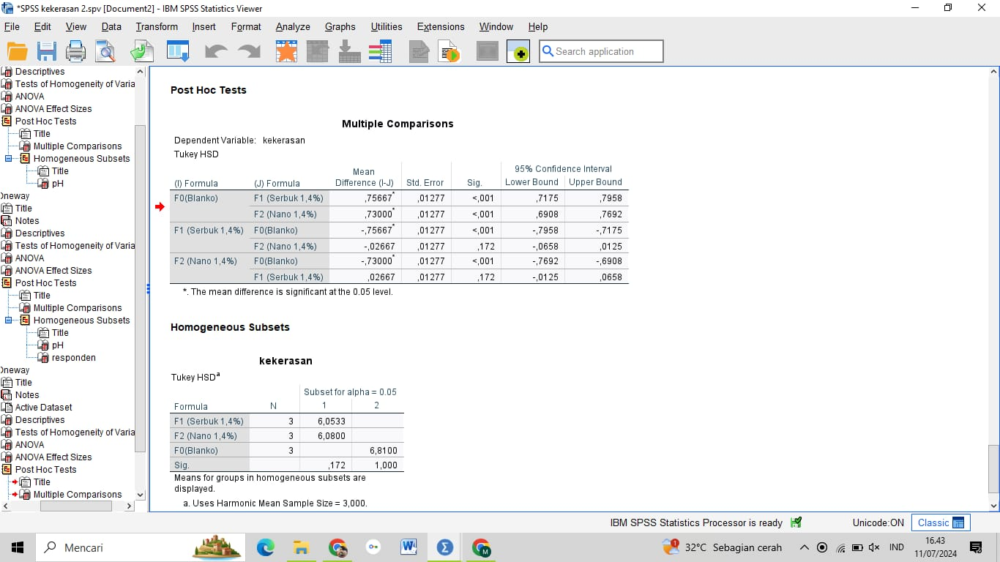 *SPSS kekerasan 2.spv [Document2] - IBM SPSS Statistics Viewer
File Edit View Data Transform Insert Format Analyze Graphs Utilities Extensions Window Help
Search application
Descriptives
Tests of Homogeneity of Varia
ANOVA
ANOVA Effect Sizes
Post Hoc Tests
Title
Multiple Comparisons
Homogeneous Subsets
Title
pH
Oneway
Title
Notes
Descriptives
Tests of Homogeneity of Varia
ANOVA
ANOVA Effect Sizes
Post Hoc Tests
Title
Multiple Comparisons
Homogeneous Subsets
Title
pH
responden
Oneway
Title
Notes
Active Dataset
Descriptives
Tests of Homogeneity of Varia
ANOVA
ANOVA Effect Sizes
Post Hoc Tests
Title
Multiple Comparisons
Post Hoc Tests
Multiple Comparisons
Dependent Variable: kekerasan
Tukey HSD
Mean 95% Confidence Interval
(I) Formula (J) Formula Difference (I-J) Std. Error Sig. Lower Bound Upper Bound
F0(Blanko) F1 (Serbuk 1,4%) ,75667* ,01277 <,001 ,7175 ,7958
F2 (Nano 1,4%) ,73000* ,01277 <,001 ,6908 ,7692
F1 (Serbuk 1,4%) F0(Blanko) -,75667* ,01277 <,001 -,7958 -,7175
F2 (Nano 1,4%) -,02667 ,01277 ,172 -,0658 ,0125
F2 (Nano 1,4%) F0(Blanko) -,73000* ,01277 <,001 -,7692 -,6908
F1 (Serbuk 1,4%) ,02667 ,01277 ,172 -,0125 ,0658
*. The mean difference is significant at the 0.05 level.
Homogeneous Subsets
kekerasan
Tukey HSDa
Subset for alpha = 0.05
Formula N 1 2
F1 (Serbuk 1,4%) 3 6,0533
F2 (Nano 1,4%) 3 6,0800
F0(Blanko) 3 6,8100
Sig. ,172 1,000
Means for groups in homogeneous subsets are
displayed.
a. Uses Harmonic Mean Sample Size = 3,000.
IBM SPSS Statistics Processor is ready Unicode:ON Classic
Mencari
W
Σ
M
1
32°C Sebagian cerah
IND
16.43
11/07/2024